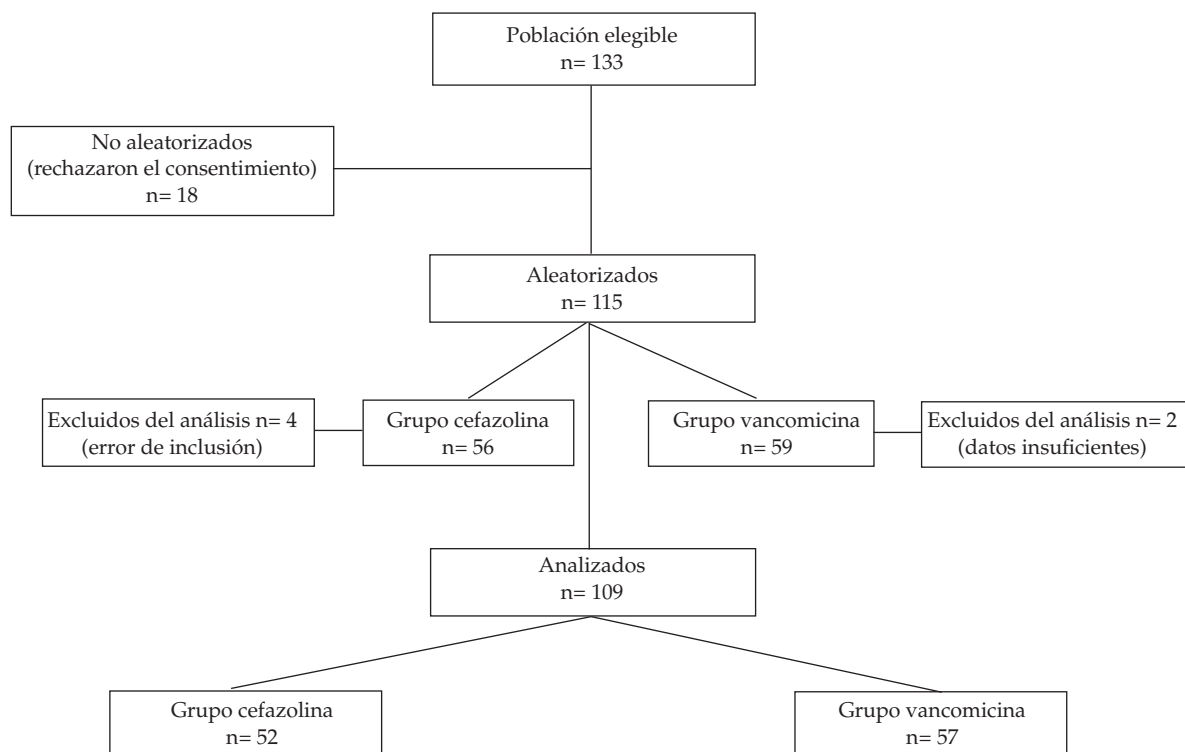 Población elegible
n= 133
No aleatorizados
(rechazaron el consentimiento)
n= 18
Aleatorizados
n= 115
Excluidos del análisis n= 4
(error de inclusión)
Grupo cefazolina
n= 56
Grupo vancomicina
n= 59
Excluidos del análisis n= 2
(datos insuficientes)
Analizados
n= 109
Grupo cefazolina
n= 52
Grupo vancomicina
n= 57